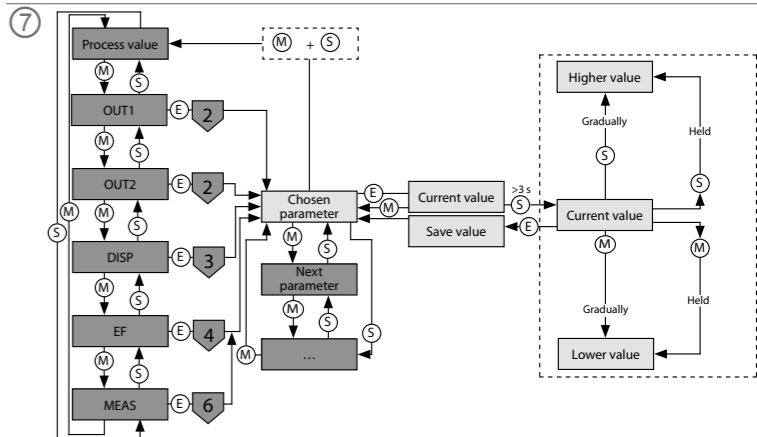 7
Process value
M + S
M S
OUT1 E 2
M S
OUT2 E 2
M S
DISP E 3
M S
EF E 4
M S
MEAS E 6
S M
Chosen
parameter
M S
Next
parameter
M S
...
M S
E
M
Current value
Save value
>3 s
S
E
Higher value
Gradually
S
Held
S
Current value
M
Gradually
M
Held
Lower value